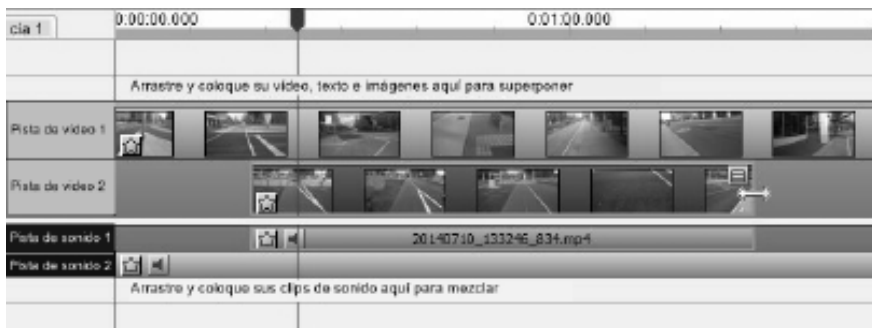 cia 1
0:00:00.000
0:01:00.000
Arrastre y coloque su vídeo, texto e imágenes aquí para superponer
Pista de video 1
Pista de video 2
Pista de sonido 1
20140710_133246_834.mp4
Pista de sonido 2
Arrastre y coloque sus clips de sonido aquí para mezclar